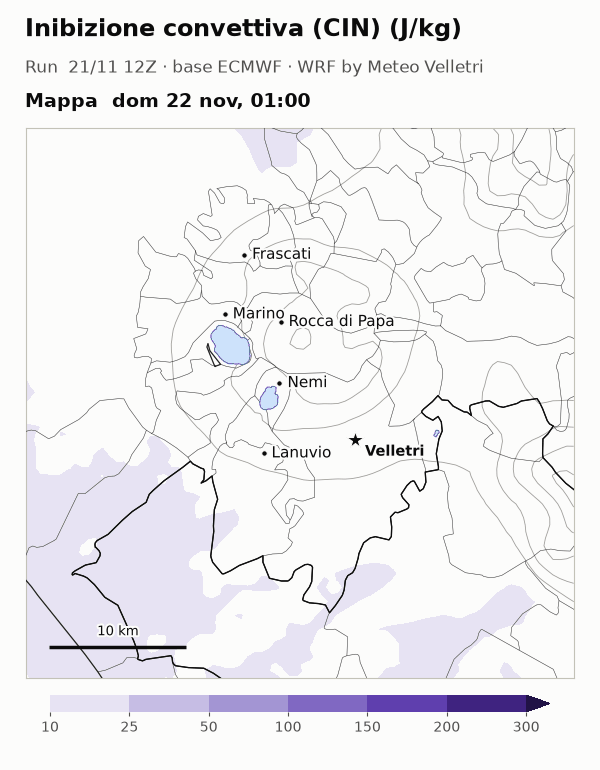 Inibizione convettiva (CIN) (J/kg)
Run 21/11 12Z · base ECMWF · WRF by Meteo Velletri
Mappa dom 22 nov, 01:00
Frascati
Marino
Rocca di Papa
Nemi
Velletri
Lanuvio
10 km
10 25 50 100 150 200 300